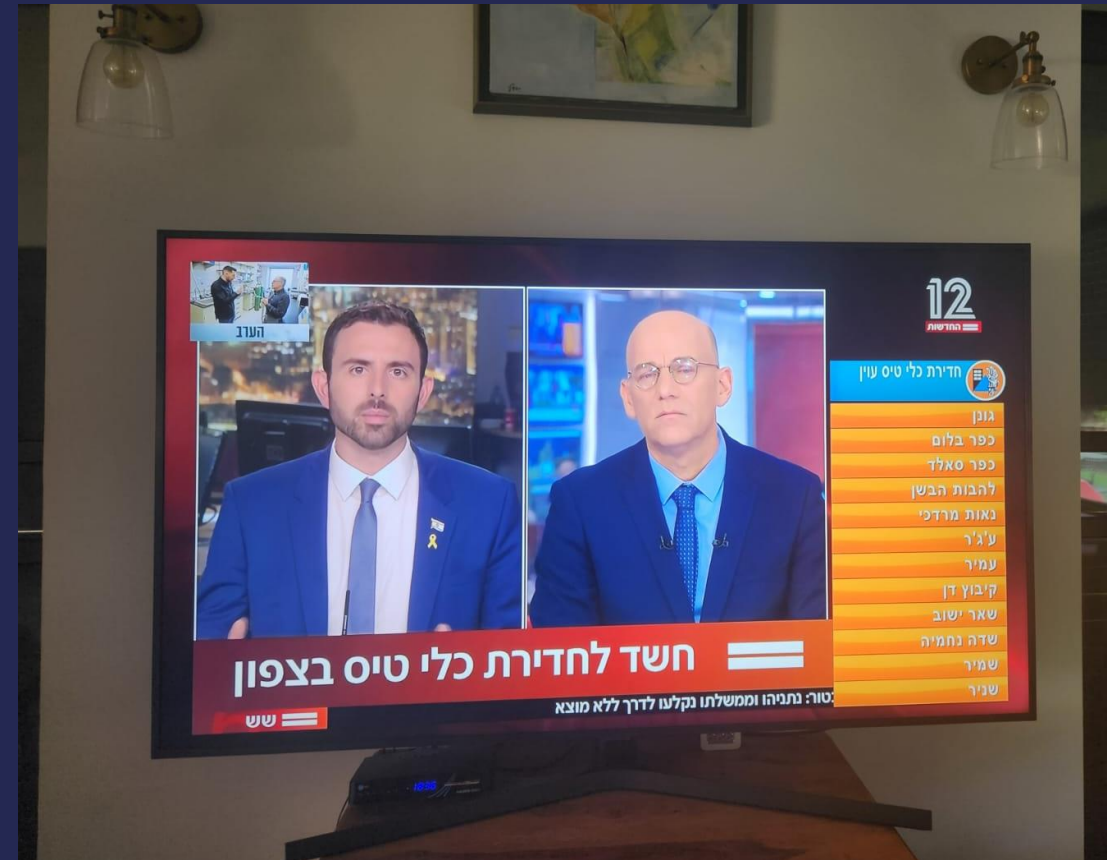 הערב
12
החדשות
חדירת כלי טיס עוין
גונן
כפר בלום
כפר סאלד
להבות הבשן
נאות מרדכי
ע'ג'ר
עמיר
קיבוץ דן
שאר ישוב
שדה נחמיה
שמיר
שניר
חשד לחדירת כלי טיס בצפון
נתניהו וממשלתו נקלעו לדרך ללא מוצא
שש